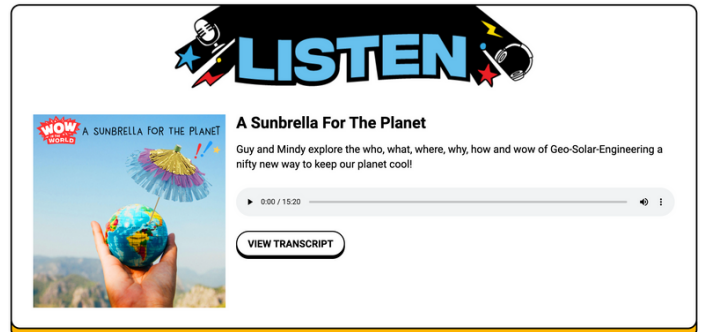 LISTEN
WOW
IN THE
WORLD
A SUNBRELLA FOR THE PLANET
A Sunbrella For The Planet
Guy and Mindy explore the who, what, where, why, how and wow of Geo-Solar-Engineering a
nifty new way to keep our planet cool!
0:00 / 15:20
VIEW TRANSCRIPT